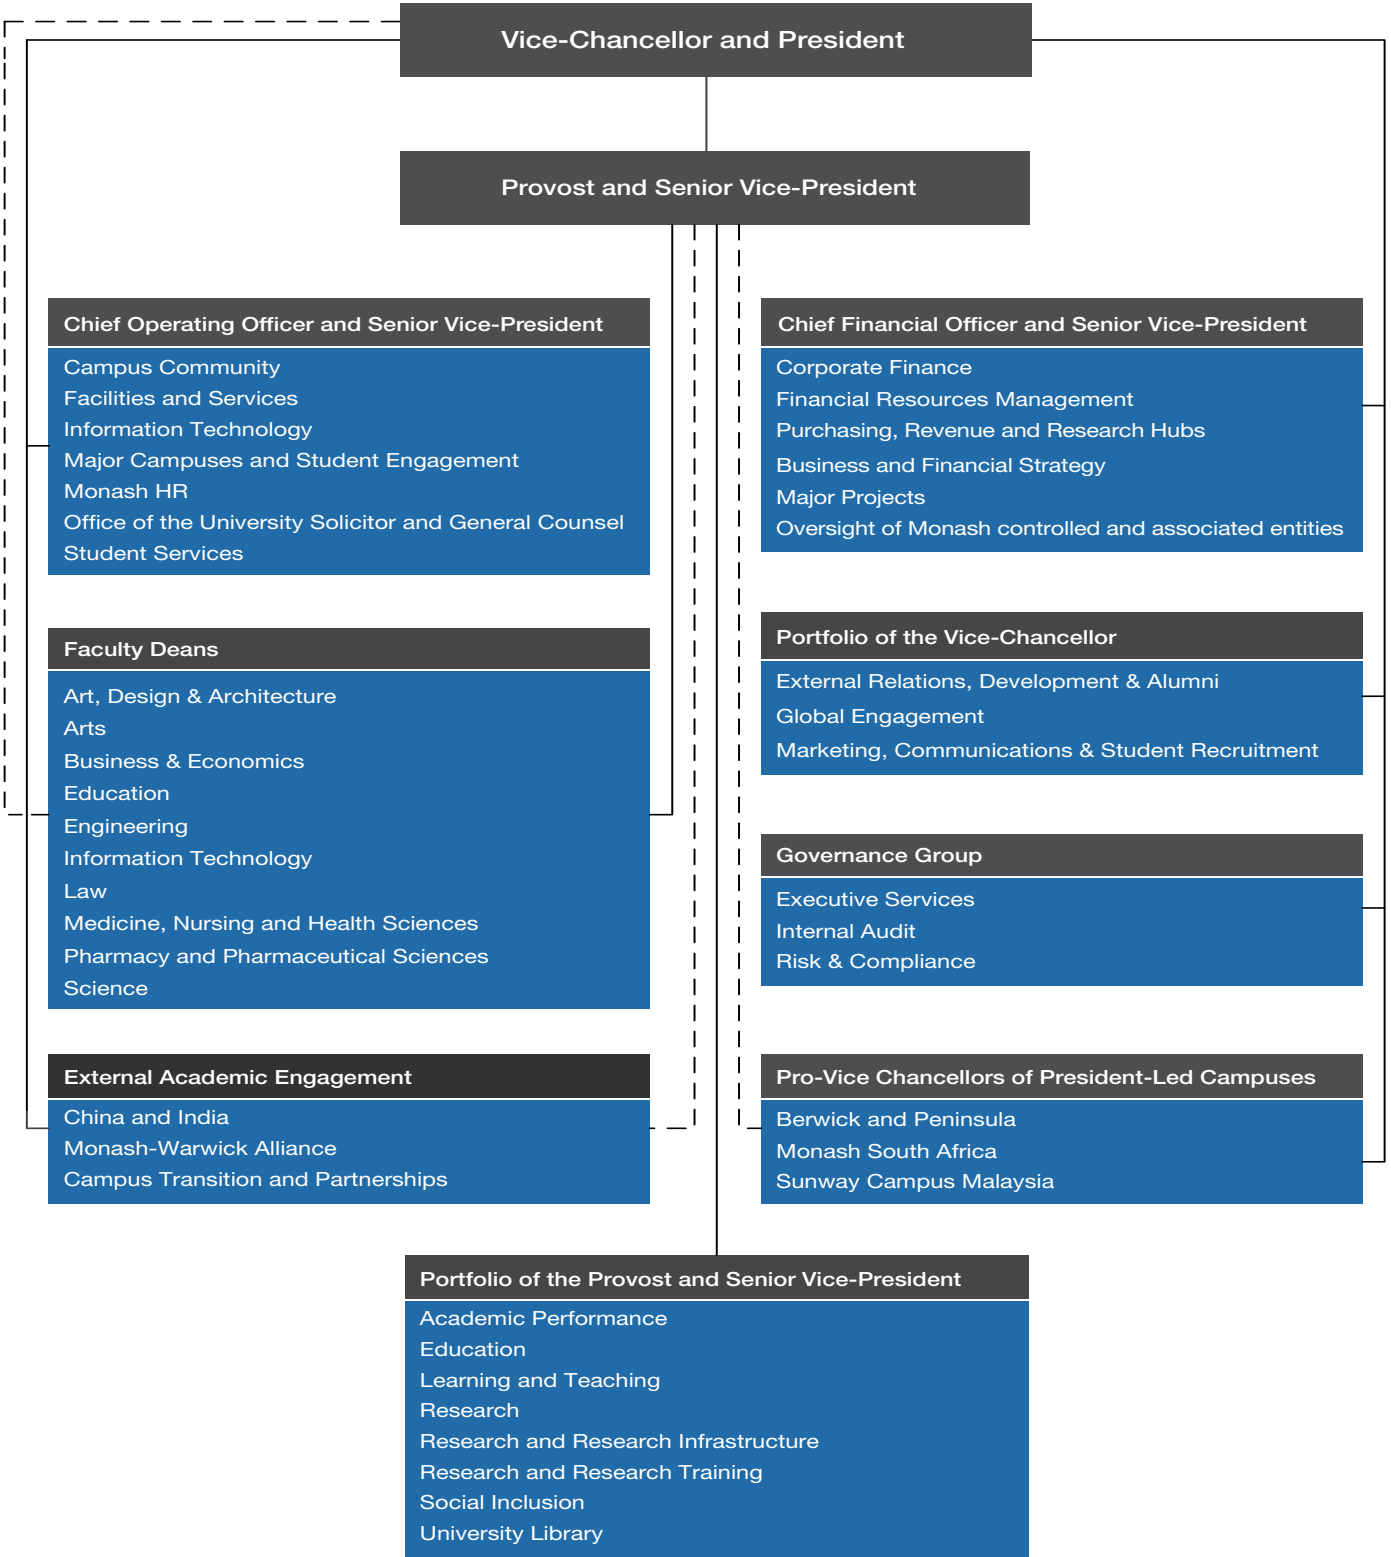 Vice-Chancellor and President
Provost and Senior Vice-President
Chief Operating Officer and Senior Vice-President
Campus Community
Facilities and Services
Information Technology
Major Campuses and Student Engagement
Monash HR
Office of the University Solicitor and General Counsel
Student Services
Chief Financial Officer and Senior Vice-President
Corporate Finance
Financial Resources Management
Purchasing, Revenue and Research Hubs
Business and Financial Strategy
Major Projects
Oversight of Monash controlled and associated entities
Faculty Deans
Art, Design & Architecture
Arts
Business & Economics
Education
Engineering
Information Technology
Law
Medicine, Nursing and Health Sciences
Pharmacy and Pharmaceutical Sciences
Science
Portfolio of the Vice-Chancellor
External Relations, Development & Alumni
Global Engagement
Marketing, Communications & Student Recruitment
Governance Group
Executive Services
Internal Audit
Risk & Compliance
External Academic Engagement
China and India
Monash-Warwick Alliance
Campus Transition and Partnerships
Pro-Vice Chancellors of President-Led Campuses
Berwick and Peninsula
Monash South Africa
Sunway Campus Malaysia
Portfolio of the Provost and Senior Vice-President
Academic Performance
Education
Learning and Teaching
Research
Research and Research Infrastructure
Research and Research Training
Social Inclusion
University Library